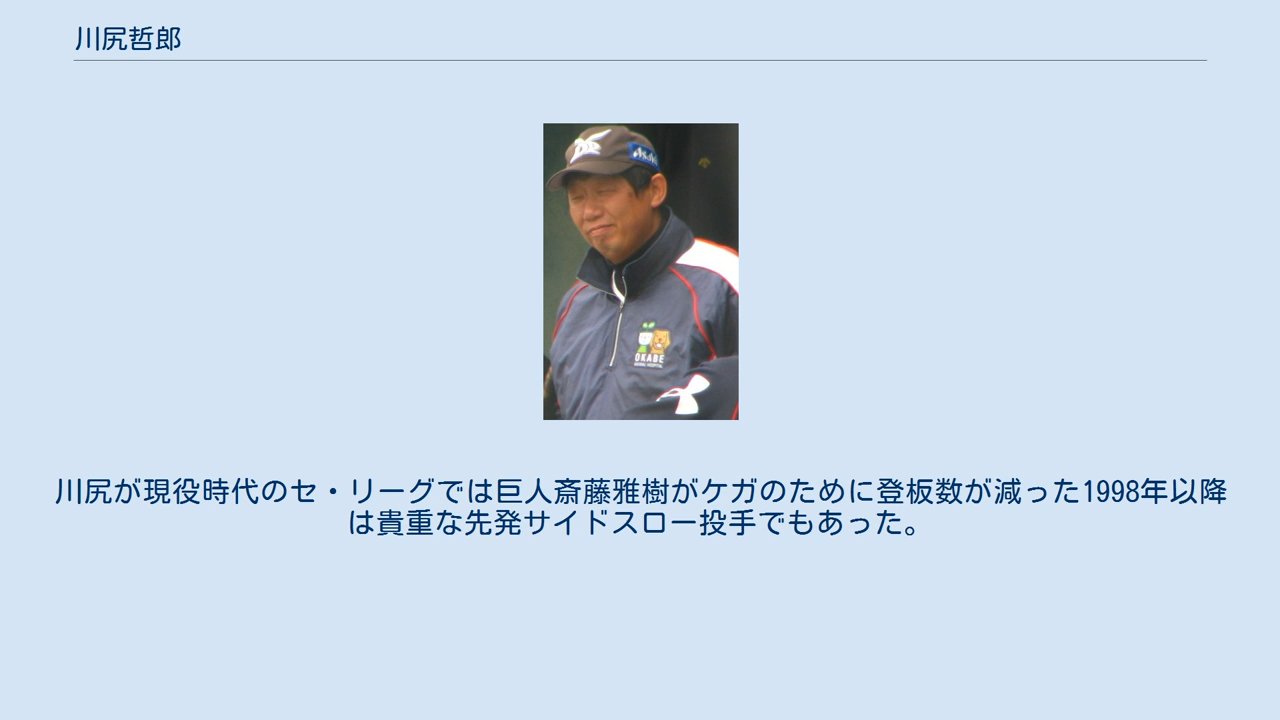 川尻哲郎
OKABE
川尻が現役時代のセ・リーグでは巨人斎藤雅樹がケガのために登板数が減った1998年以降
は貴重な先発サイドスロー投手でもあった。